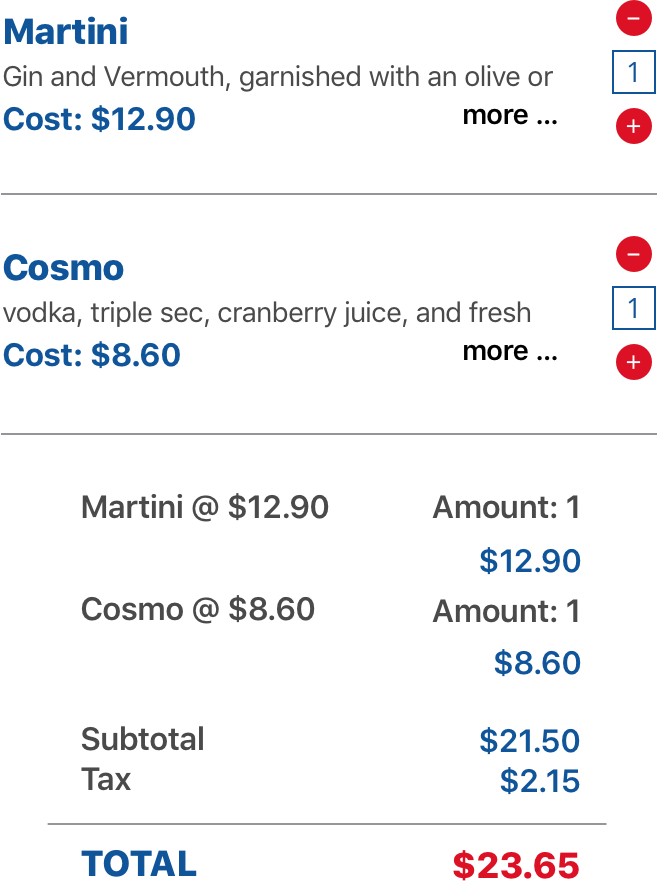 Martini
−
Gin and Vermouth, garnished with an olive or
1
Cost: $12.90
more ...
+
Cosmo
−
vodka, triple sec, cranberry juice, and fresh
1
Cost: $8.60
more ...
+
Martini @ $12.90 Amount: 1
$12.90
Cosmo @ $8.60 Amount: 1
$8.60
Subtotal $21.50
Tax $2.15
TOTAL $23.65